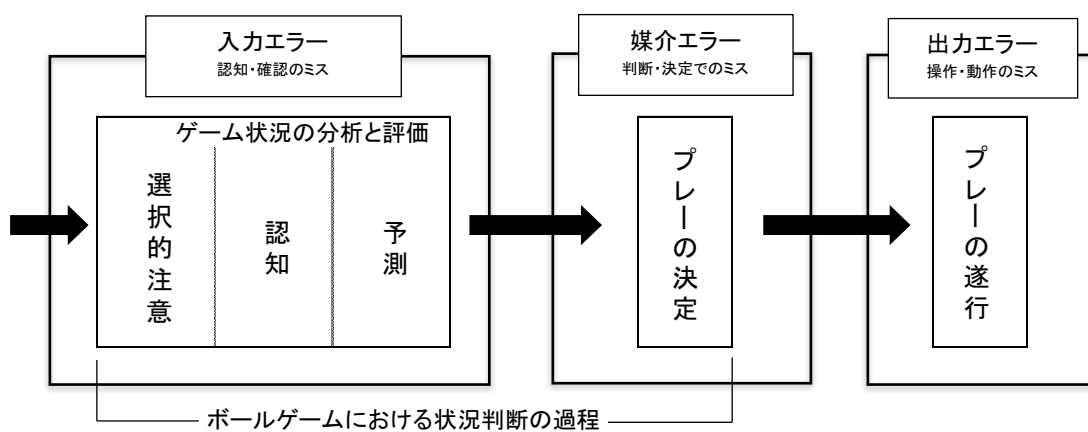 入力エラー
認知・確認のミス
媒介エラー
判断・決定でのミス
出力エラー
操作・動作のミス
ゲーム状況の分析と評価
選択的注意
認知
予測
プレーの決定
プレーの遂行
ボールゲームにおける状況判断の過程